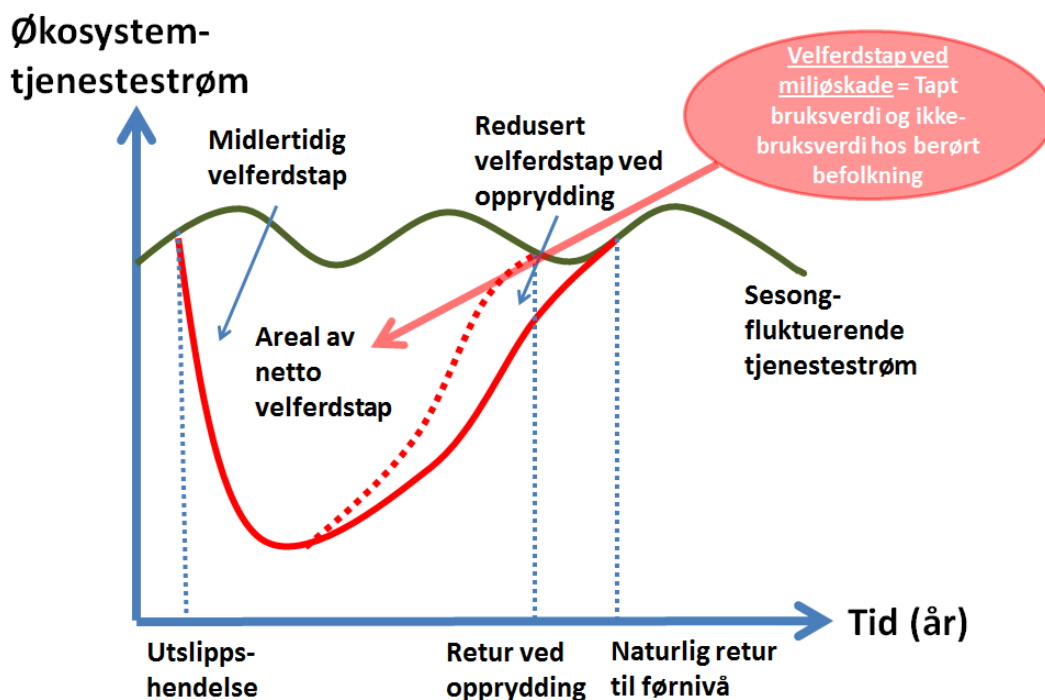 Økosystem-
tjenestestrøm
Velferdstap ved
miljøskade = Tapt
bruksverdi og ikke-
bruksverdi hos berørt
befolkning
Midlertidig
velferdstap
Redusert
velferdstap ved
opprydding
Areal av
netto
velferdstap
Sesong-
fluktuerende
tjenestestrøm
Tid (år)
Utslipps-
hendelse
Retur ved
opprydding
Naturlig retur
til førnivå